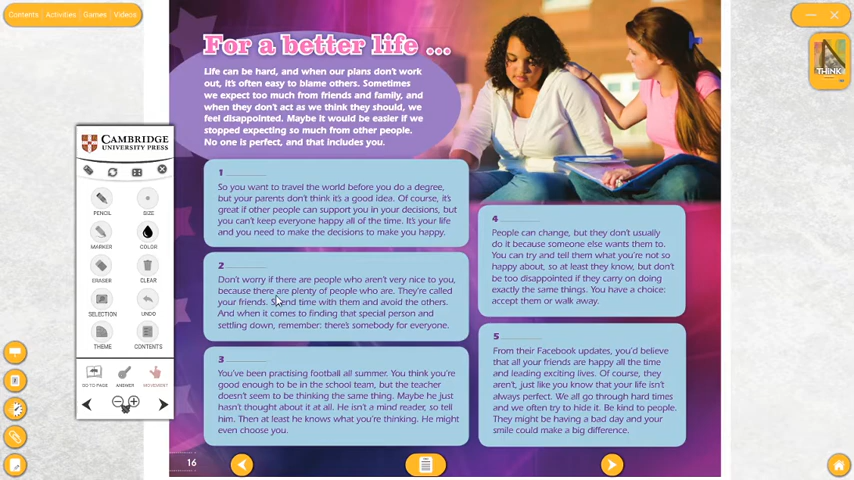 Contents | Activities | Games | Videos
For a better life ...
Life can be hard, and when our plans don't work
out, it's often easy to blame others. Sometimes
we expect too much from friends and family, and
when they don't act as we think they should, we
feel disappointed. Maybe it would be easier if we
stopped expecting so much from other people.
No one is perfect, and that includes you.
THiNK
CAMBRIDGE
UNIVERSITY PRESS
PENCIL
SIZE
MARKER
COLOR
ERASER
CLEAR
SELECTION
UNDO
THEME
CONTENTS
GO TO PAGE
ANSWER
MOVEMENT
1
So you want to travel the world before you do a degree,
but your parents don't think it's a good idea. Of course, it's
great if other people can support you in your decisions, but
you can't keep everyone happy all of the time. It's your life
and you need to make the decisions to make you happy.
2
Don't worry if there are people who aren't very nice to you,
because there are plenty of people who are. They're called
your friends. Spend time with them and avoid the others.
And when it comes to finding that special person and
settling down, remember: there's somebody for everyone.
3
You've been practising football all summer. You think you're
good enough to be in the school team, but the teacher
doesn't seem to be thinking the same thing. Maybe he just
hasn't thought about it at all. He isn't a mind reader, so tell
him. Then at least he knows what you're thinking. He might
even choose you.
4
People can change, but they don't usually
do it because someone else wants them to.
You can try and tell them what you're not so
happy about, so at least they know, but don't
be too disappointed if they carry on doing
exactly the same things. You have a choice:
accept them or walk away.
5
From their Facebook updates, you'd believe
that all your friends are happy all the time
and leading exciting lives. Of course, they
aren't, just like you know that your life isn't
always perfect. We all go through hard times
and we often try to hide it. Be kind to people.
They might be having a bad day and your
smile could make a big difference.
16